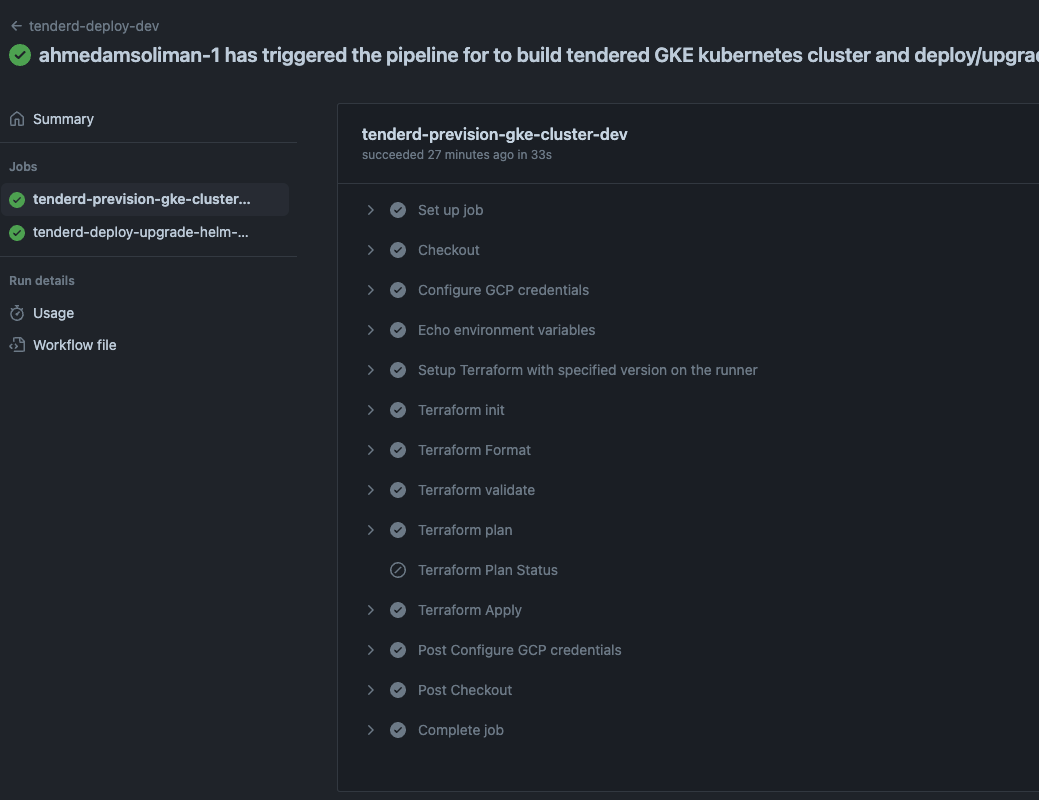 tenderd-deploy-dev
ahmedamsoliman-1 has triggered the pipeline for to build tendered GKE kubernetes cluster and deploy/upgra
Summary
Jobs
tenderd-prevision-gke-cluster...
tenderd-deploy-upgrade-helm-...
Run details
Usage
Workflow file
tenderd-prevision-gke-cluster-dev
succeeded 27 minutes ago in 33s
Set up job
Checkout
Configure GCP credentials
Echo environment variables
Setup Terraform with specified version on the runner
Terraform init
Terraform Format
Terraform validate
Terraform plan
Terraform Plan Status
Terraform Apply
Post Configure GCP credentials
Post Checkout
Complete job